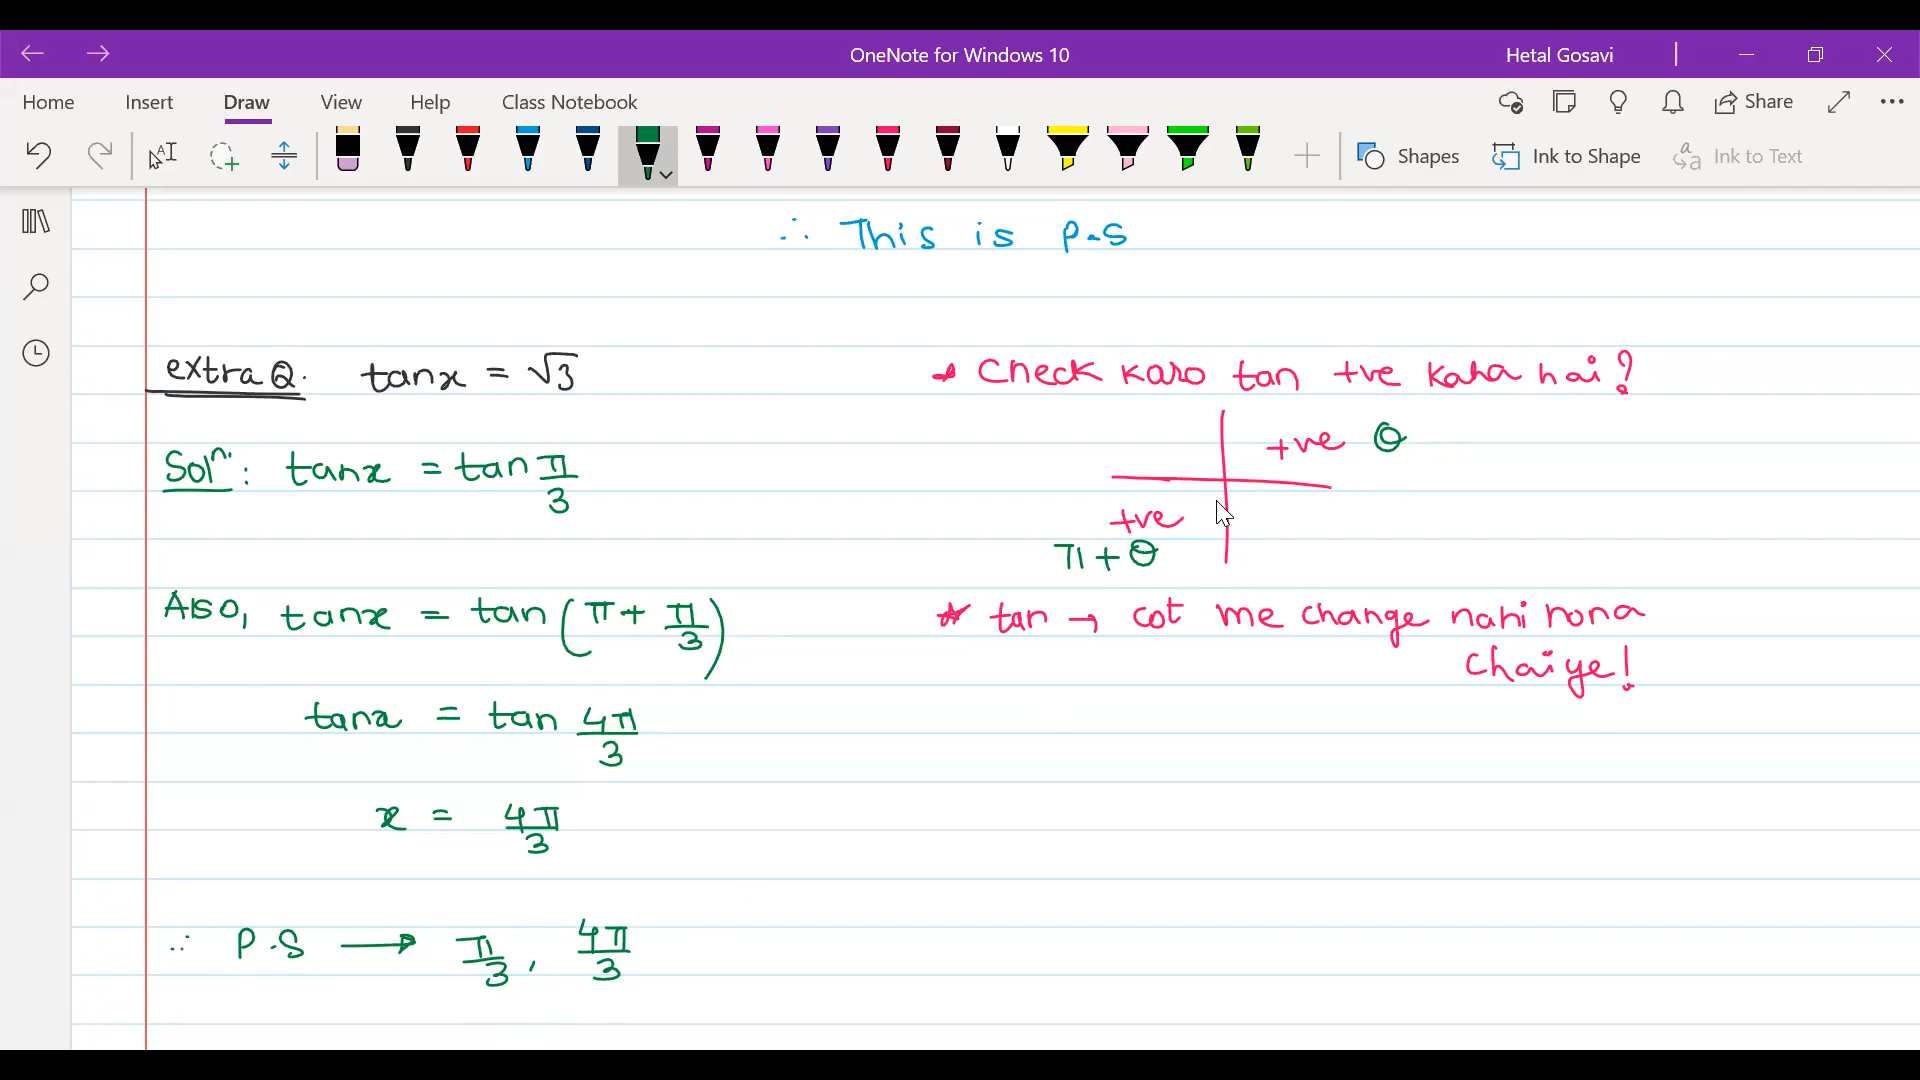 OneNote for Windows 10
Hetal Gosavi
Home Insert Draw View Help Class Notebook
Share
Shapes Ink to Shape Ink to Text
∴ This is P.S
extra Q. tanx = √3
* Check karo tan +ve kaha hai?
+ve θ
Solⁿ: tanx = tan π/3
+ve
π + θ
Also, tanx = tan (π + π/3)
* tan → cot me change nahi hona
chaiye!
tanx = tan 4π/3
x = 4π/3
∴ P.S → π/3, 4π/3